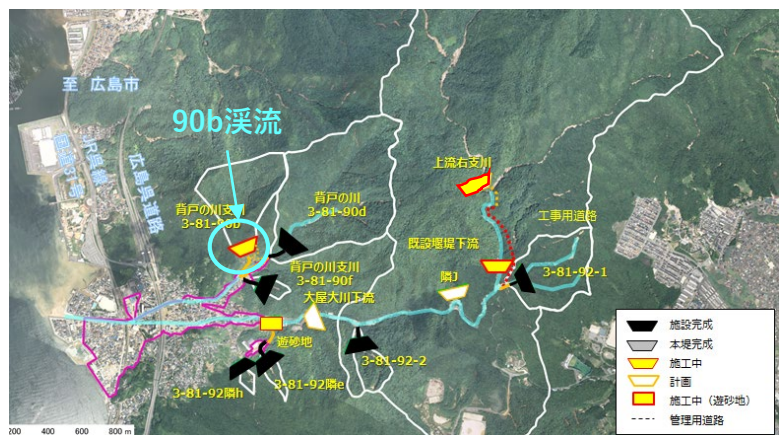 至 広島市
国道31号
JR呉線
広島呉道路
90b渓流
背戸の川支川
3-81-90b
背戸の川
3-81-90d
背戸の川支川
3-81-90f
大屋大川下流
遊砂地
3-81-92隣h
3-81-92隣e
3-81-92-2
隣J
既設堰堤下流
上流右支川
工事用道路
3-81-92-1
施設完成
本堤完成
施工中
計画
施工中（遊砂地）
管理用道路
200 400 600 800 m